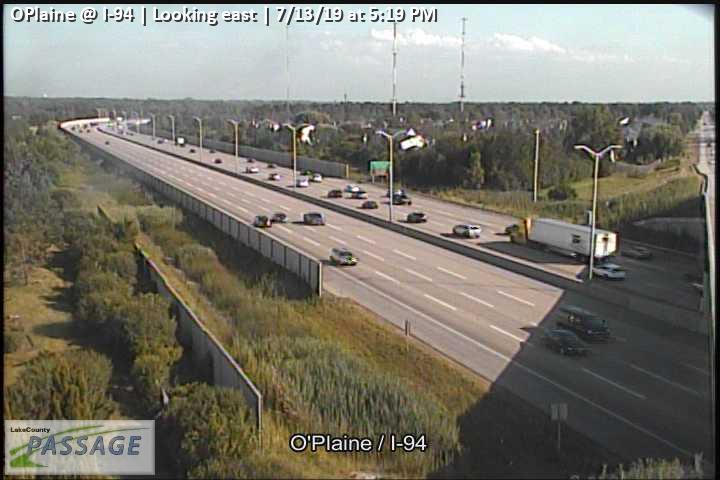 OPlaine @ I-94 | Looking east | 7/13/19 at 5:19 PM
O'Plaine / I-94
LakeCounty
PASSAGE